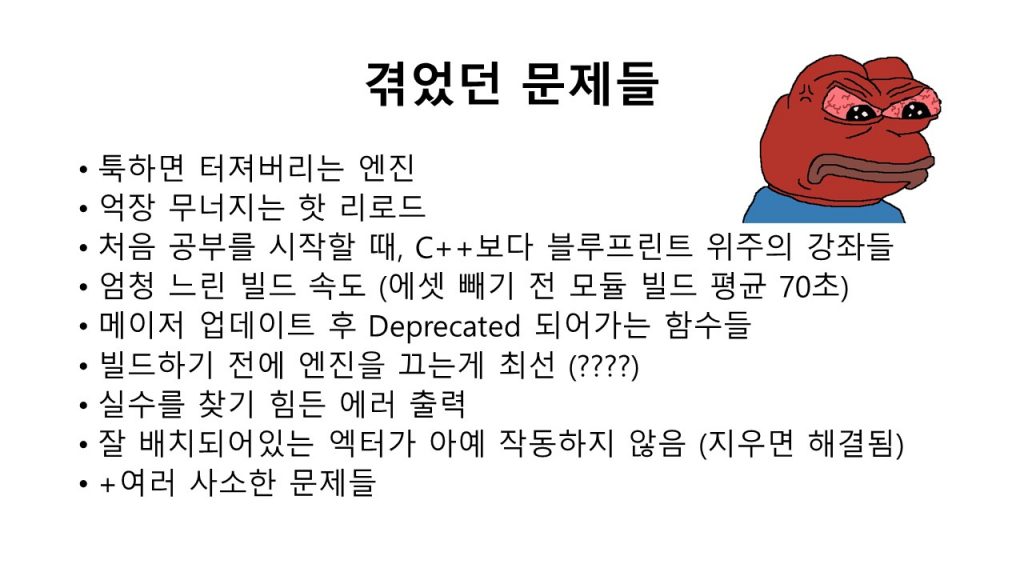 겪었던 문제들
• 툭하면 터져버리는 엔진
• 억장 무너지는 핫 리로드
• 처음 공부를 시작할 때, C++보다 블루프린트 위주의 강좌들
• 엄청 느린 빌드 속도 (에셋 빼기 전 모듈 빌드 평균 70초)
• 메이저 업데이트 후 Deprecated 되어가는 함수들
• 빌드하기 전에 엔진을 끄는게 최선 (????)
• 실수를 찾기 힘든 에러 출력
• 잘 배치되어있는 엑터가 아예 작동하지 않음 (지우면 해결됨)
• +여러 사소한 문제들